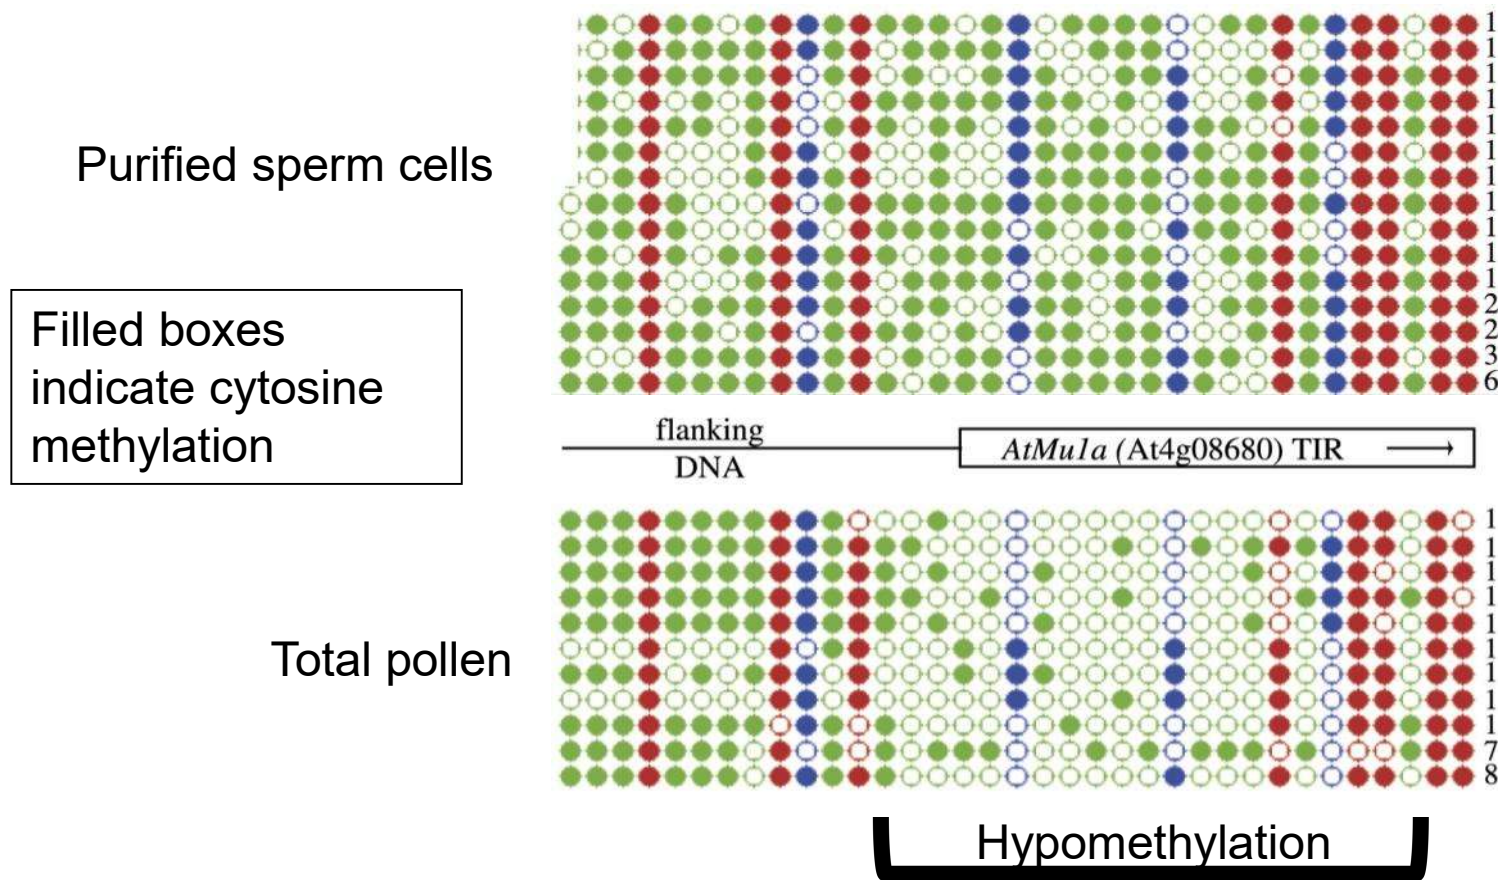 1
1
1
1
1
Purified sperm cells
1
1
1
1
1
1
2
2
3
6
Filled boxes
indicate cytosine
methylation
flanking
DNA
AtMu1a (At4g08680) TIR
1
1
1
1
1
Total pollen
1
1
1
1
7
8
Hypomethylation